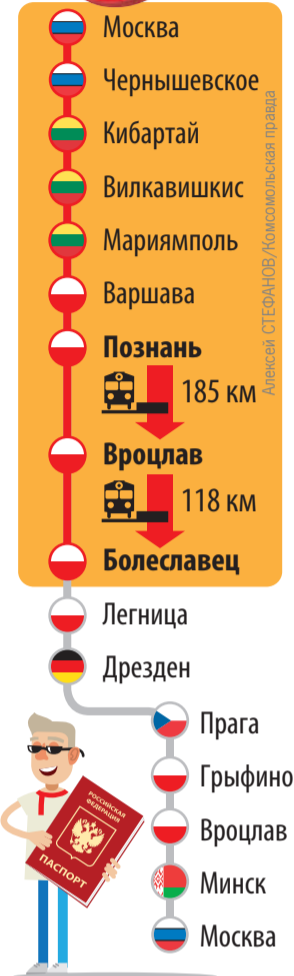 Москва
Чернышевское
Кибартай
Вилкавишкис
Мариямполь
Варшава
Познань
185 км
Вроцлав
118 км
Болеславец
Алексей СТЕФАНОВ/Комсомольская правда
Легница
Дрезден
Прага
Грыфино
Вроцлав
Минск
Москва
РОССИЙСКАЯ
ФЕДЕРАЦИЯ
ПАСПОРТ